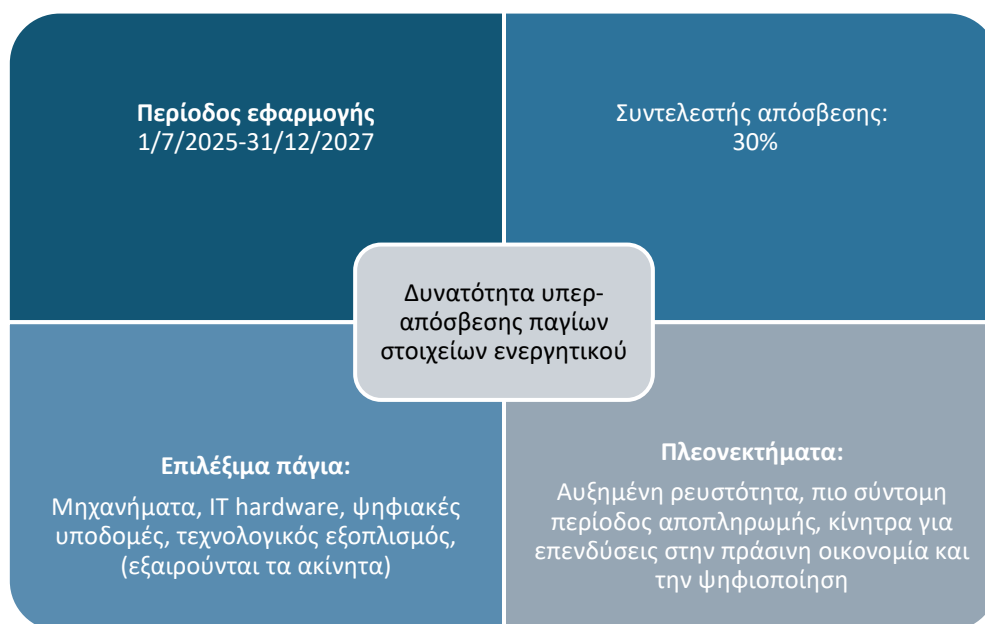 Περίοδος εφαρμογής
1/7/2025-31/12/2027
Συντελεστής απόσβεσης:
30%
Δυνατότητα υπερ-
απόσβεσης παγίων
στοιχείων ενεργητικού
Επιλέξιμα πάγια:
Μηχανήματα, IT hardware, ψηφιακές
υποδομές, τεχνολογικός εξοπλισμός,
(εξαιρούνται τα ακίνητα)
Πλεονεκτήματα:
Αυξημένη ρευστότητα, πιο σύντομη
περίοδος αποπληρωμής, κίνητρα για
επενδύσεις στην πράσινη οικονομία και
την ψηφιοποίηση